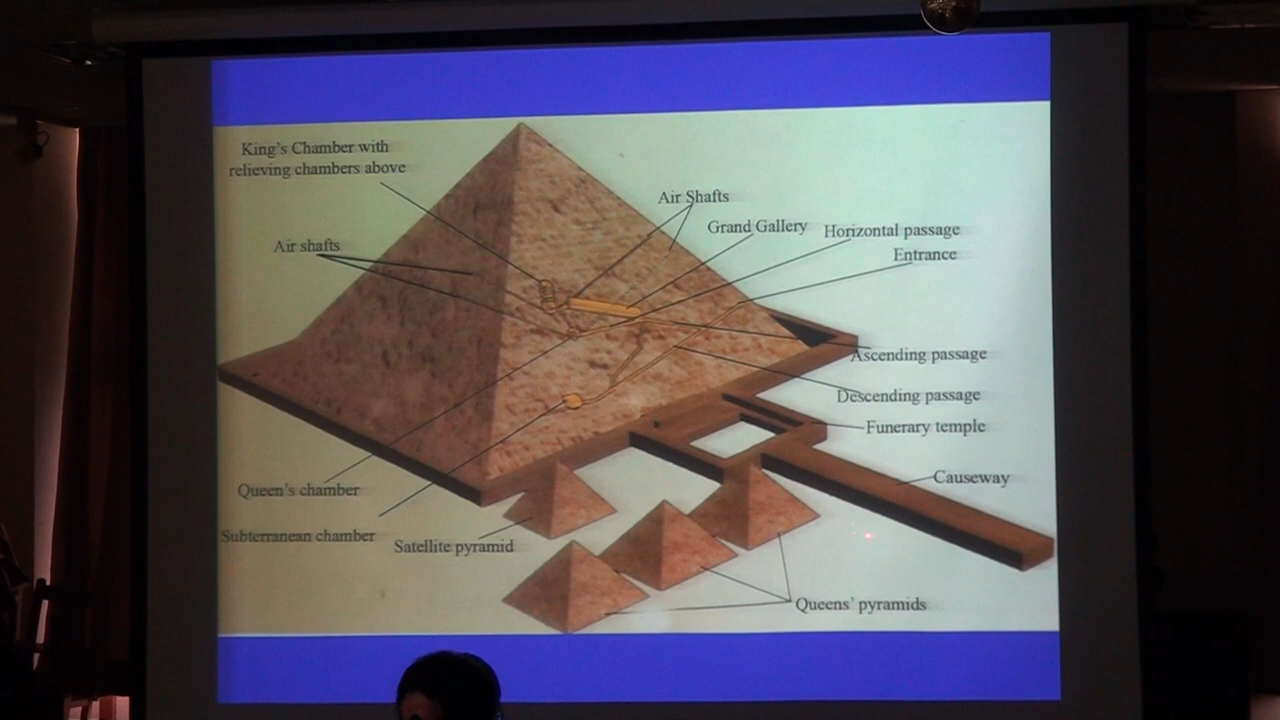 King's Chamber with
relieving chambers above
Air Shafts
Grand Gallery
Horizontal passage
Air shafts
Entrance
Ascending passage
Descending passage
Funerary temple
Causeway
Queen's chamber
Subterranean chamber
Satellite pyramid
Queens' pyramids